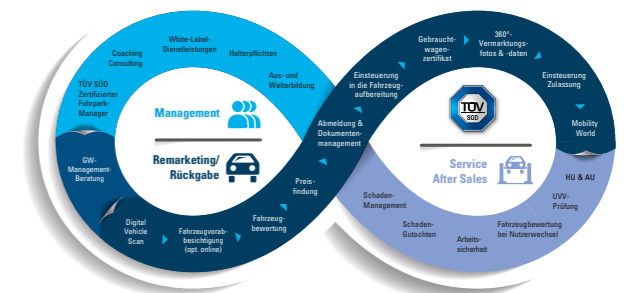 White-Label-
Dienstleistungen
Coaching
Consulting
Halterpflichten
TÜV SÜD
Zertifizierter
Fuhrpark-
Manager
Aus- und
Weiterbildung
Management
Remarketing/
Rückgabe
GW-
Management-
Beratung
Digital
Vehicle
Scan
Fahrzeugvorab-
besichtigung
(opt. online)
Fahrzeug-
bewertung
Preis-
findung
Abmeldung &
Dokumenten-
management
Einsteuerung
in die Fahrzeug-
aufbereitung
Gebraucht-
wagen-
zertifikat
360°-
Vermarktungs-
fotos & -daten
Einsteuerung
Zulassung
Mobility
World
TÜV
SÜD
Service
After Sales
HU & AU
UVV-
Prüfung
Fahrzeugbewertung
bei Nutzerwechsel
Arbeits-
sicherheit
Schaden-
Gutachten
Schaden-
Management